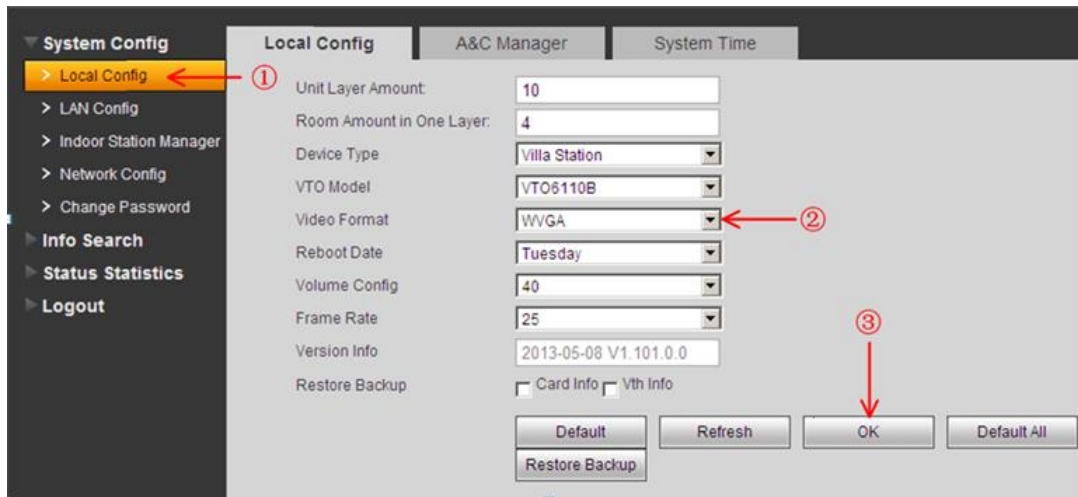 System Config
Local Config
LAN Config
Indoor Station Manager
Network Config
Change Password
Info Search
Status Statistics
Logout
①
Local Config A&C Manager System Time
Unit Layer Amount: 10
Room Amount in One Layer: 4
Device Type Villa Station
VTO Model VTO6110B
Video Format WVGA ②
Reboot Date Tuesday
Volume Config 40
Frame Rate 25
③
Version Info 2013-05-08 V1.101.0.0
Restore Backup Card Info Vth Info
Default Refresh OK Default All
Restore Backup